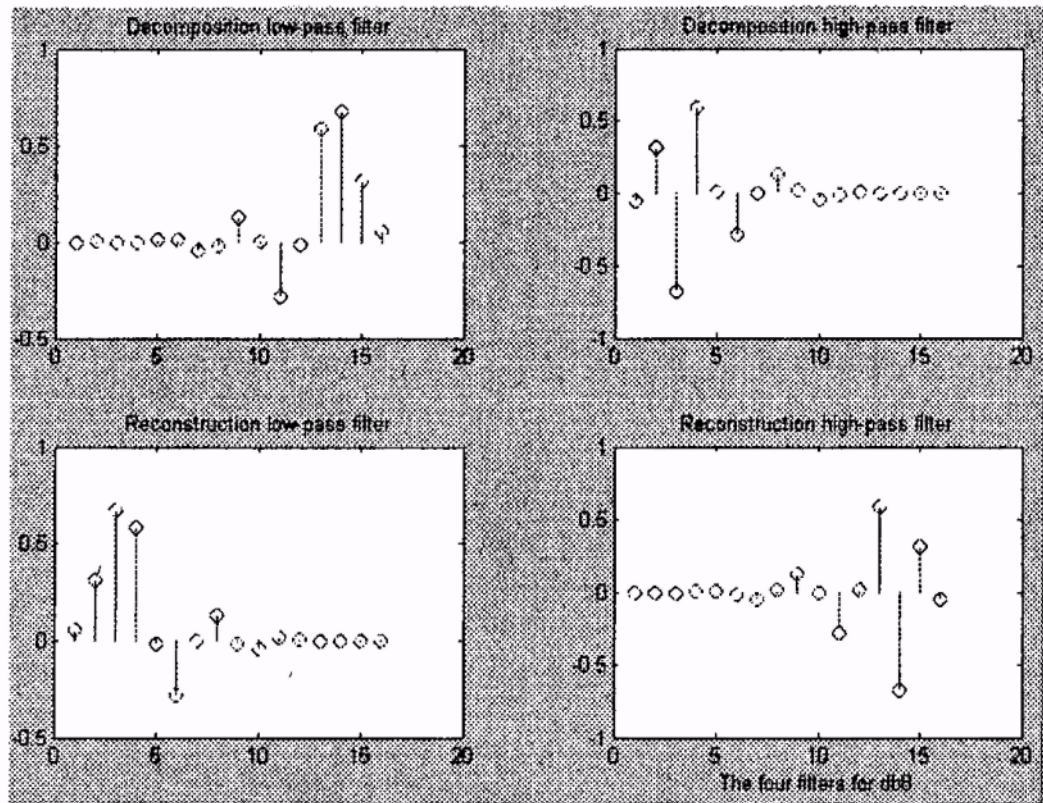 Decomposition low-pass filter
1
0.5
0
-0.5
0 5 10 15 20
Decomposition high-pass filter
1
0.5
0
-0.5
-1
0 5 10 15 20
Reconstruction low-pass filter
1
0.5
0
-0.5
0 5 10 15 20
Reconstruction high-pass filter
1
0.5
0
-0.5
-1
0 5 10 15 20
The four filters for db8